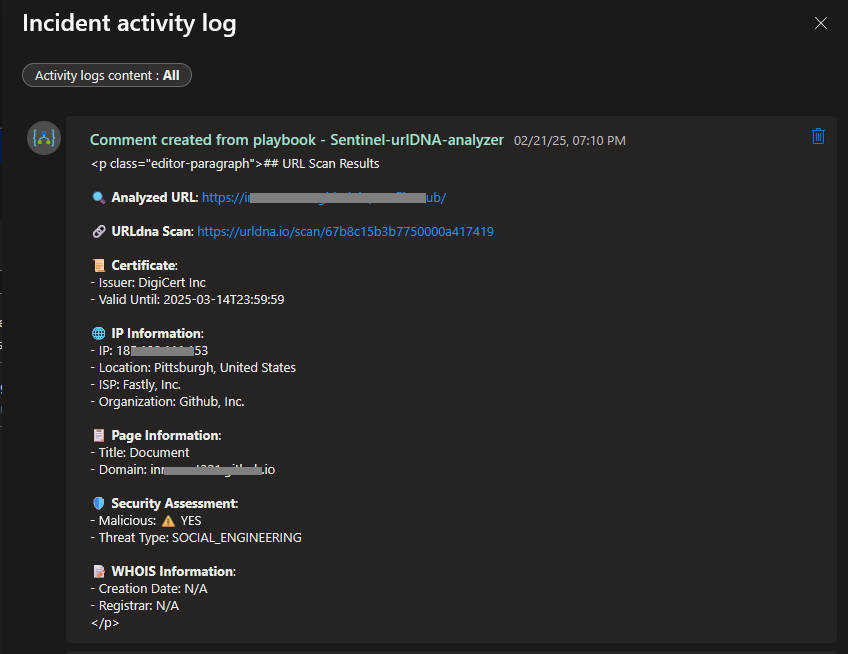 Incident activity log
Activity logs content : All
Comment created from playbook - Sentinel-urlDNA-analyzer 02/21/25, 07:10 PM
<p class="editor-paragraph">## URL Scan Results
Analyzed URL: https://i ub/
URLdna Scan: https://urldna.io/scan/67b8c15b3b7750000a417419
Certificate:
- Issuer: DigiCert Inc
- Valid Until: 2025-03-14T23:59:59
IP Information:
- IP: 18 53
- Location: Pittsburgh, United States
- ISP: Fastly, Inc.
- Organization: Github, Inc.
Page Information:
- Title: Document
- Domain: inr .io
Security Assessment:
- Malicious: ⚠️ YES
- Threat Type: SOCIAL_ENGINEERING
WHOIS Information:
- Creation Date: N/A
- Registrar: N/A
</p>